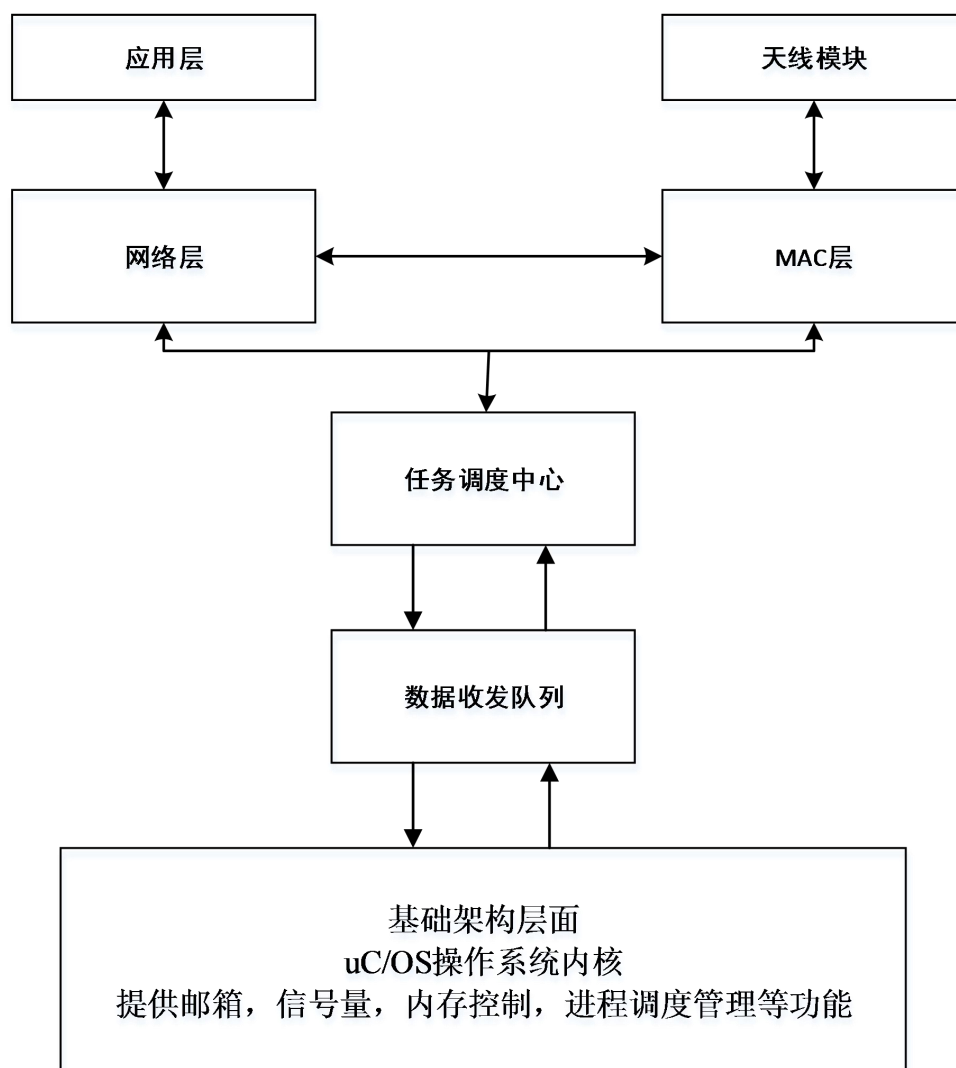 应用层
天线模块
网络层
MAC层
任务调度中心
数据收发队列
基础架构层面
uC/OS操作系统内核
提供邮箱，信号量，内存控制，进程调度管理等功能